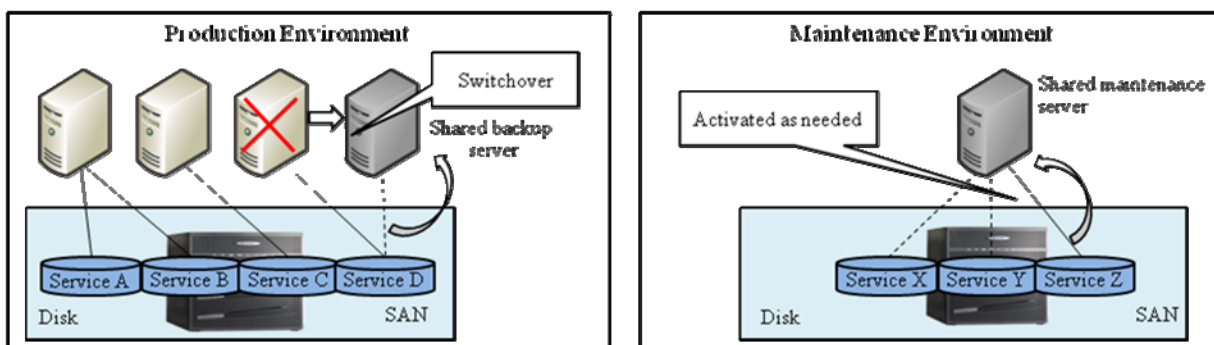 Production Environment
Switchover
Shared backup
server
Service A
Service B
Service C
Service D
Disk
SAN
Maintenance Environment
Shared maintenance
server
Activated as needed
Service X
Service Y
Service Z
Disk
SAN